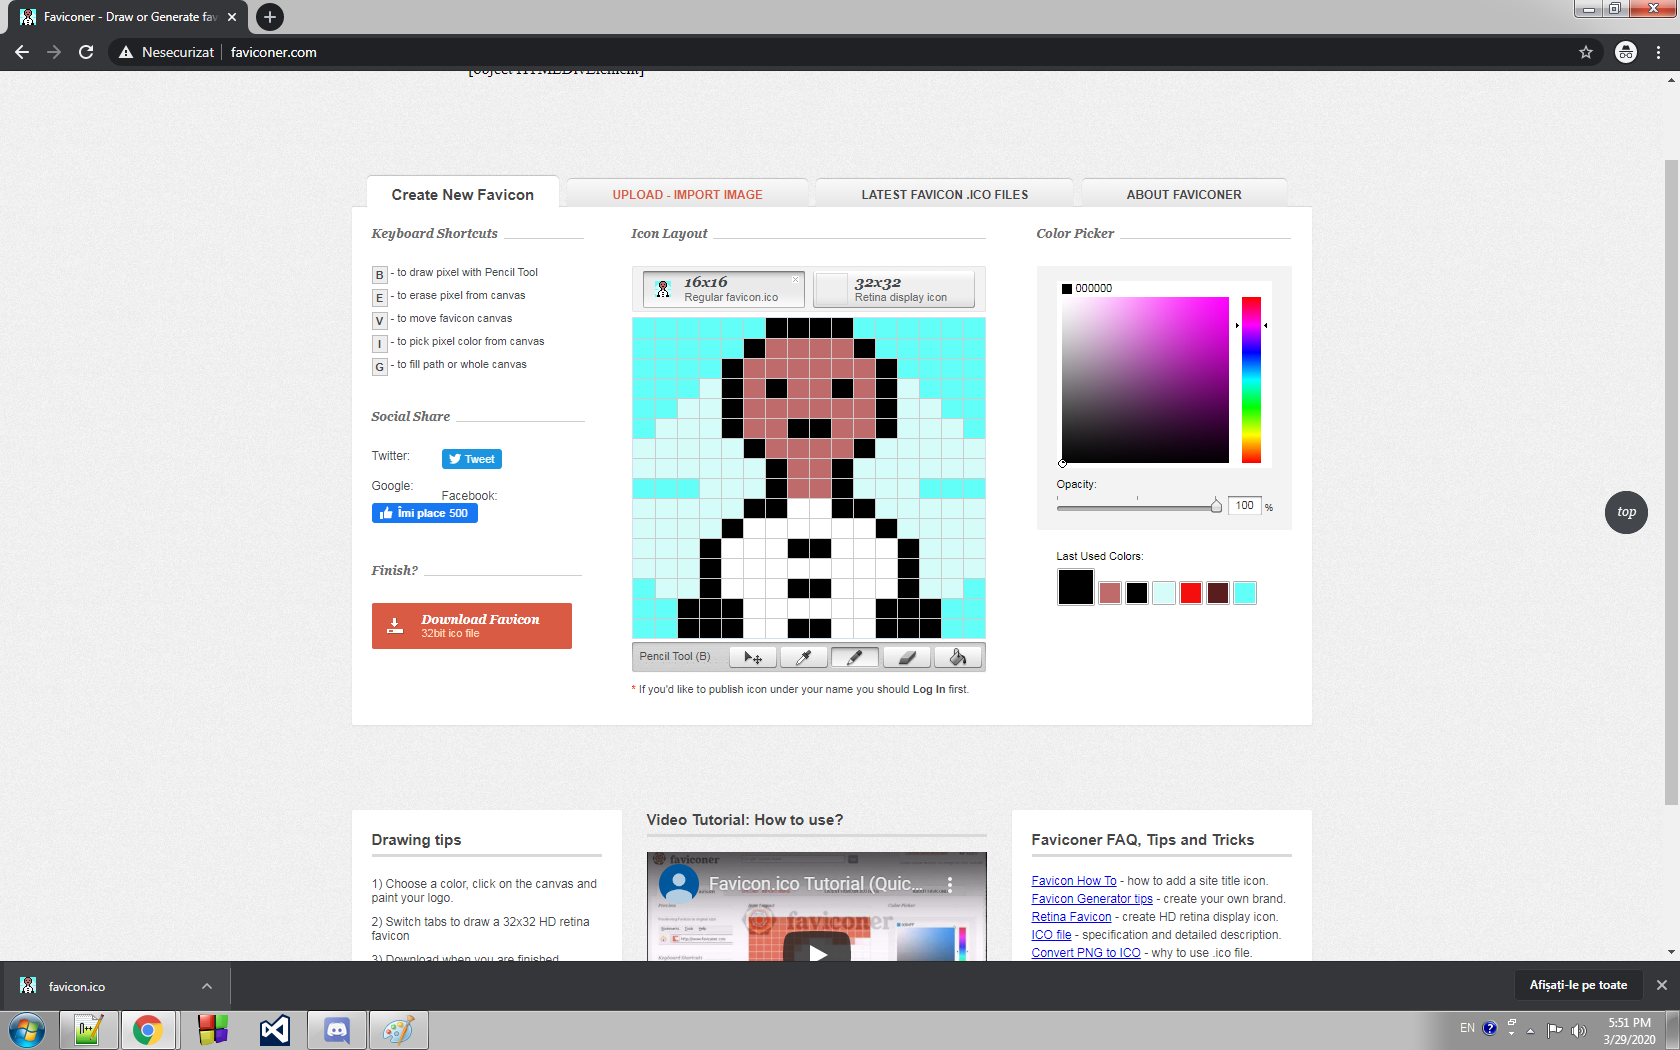 Faviconer - Draw or Generate fav
Nesecurizat
faviconer.com
Create New Favicon
UPLOAD - IMPORT IMAGE
LATEST FAVICON .ICO FILES
ABOUT FAVICONER
Keyboard Shortcuts
B - to draw pixel with Pencil Tool
E - to erase pixel from canvas
V - to move favicon canvas
I - to pick pixel color from canvas
G - to fill path or whole canvas
Social Share
Twitter:
Tweet
Google:
Facebook:
Îmi place 500
Finish?
Download Favicon
32bit ico file
Icon Layout
16x16
Regular favicon.ico
32x32
Retina display icon
Pencil Tool (B)
* If you'd like to publish icon under your name you should Log In first.
Color Picker
000000
Opacity:
100 %
Last Used Colors:
top
Drawing tips
1) Choose a color, click on the canvas and
paint your logo.
2) Switch tabs to draw a 32x32 HD retina
favicon
3) Download when you are finished
Video Tutorial: How to use?
faviconer
Favicon.ico Tutorial (Quic...
faviconer
Faviconer FAQ, Tips and Tricks
Favicon How To - how to add a site title icon.
Favicon Generator tips - create your own brand.
Retina Favicon - create HD retina display icon.
ICO file - specification and detailed description.
Convert PNG to ICO - why to use .ico file.
favicon.ico
Afișați-le pe toate
EN
5:51 PM
3/29/2020